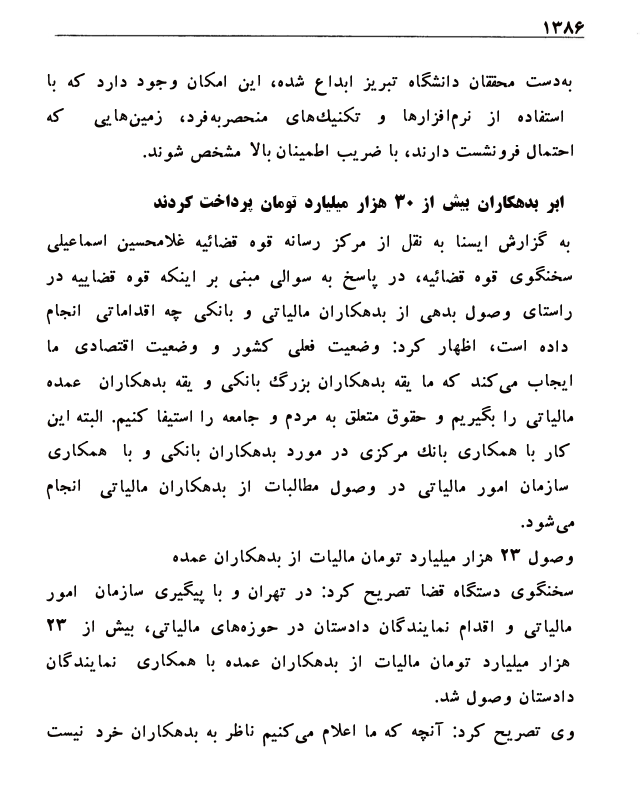 ۱۳۸۶
به‌دست محققان دانشگاه تبریز ابداع شده، این امکان وجود دارد که با
استفاده از نرم‌افزارها و تکنیك‌های منحصربه‌فرد، زمین‌هایی که
احتمال فرونشست دارند، با ضریب اطمینان بالا مشخص شوند.
ابر بدهکاران بیش از ۳۰ هزار میلیارد تومان پرداخت کردند
به گزارش ایسنا به نقل از مرکز رسانه قوه قضائیه غلامحسین اسماعیلی
سخنگوی قوه قضائیه، در پاسخ به سوالی مبنی بر اینکه قوه قضاییه در
راستای وصول بدهی از بدهکاران مالیاتی و بانکی چه اقداماتی انجام
داده است، اظهار کرد: وضعیت فعلی کشور و وضعیت اقتصادی ما
ایجاب می‌کند که ما یقه بدهکاران بزرگ بانکی و یقه بدهکاران عمده
مالیاتی را بگیریم و حقوق متعلق به مردم و جامعه را استیفا کنیم. البته این
کار با همکاری بانك مرکزی در مورد بدهکاران بانکی و با همکاری
سازمان امور مالیاتی در وصول مطالبات از بدهکاران مالیاتی انجام
می‌شود.
وصول ۲۳ هزار میلیارد تومان مالیات از بدهکاران عمده
سخنگوی دستگاه قضا تصریح کرد: در تهران و با پیگیری سازمان امور
مالیاتی و اقدام نمایندگان دادستان در حوزه‌های مالیاتی، بیش از ۲۳
هزار میلیارد تومان مالیات از بدهکاران عمده با همکاری نمایندگان
دادستان وصول شد.
وی تصریح کرد: آنچه که ما اعلام می‌کنیم ناظر به بدهکاران خرد نیست